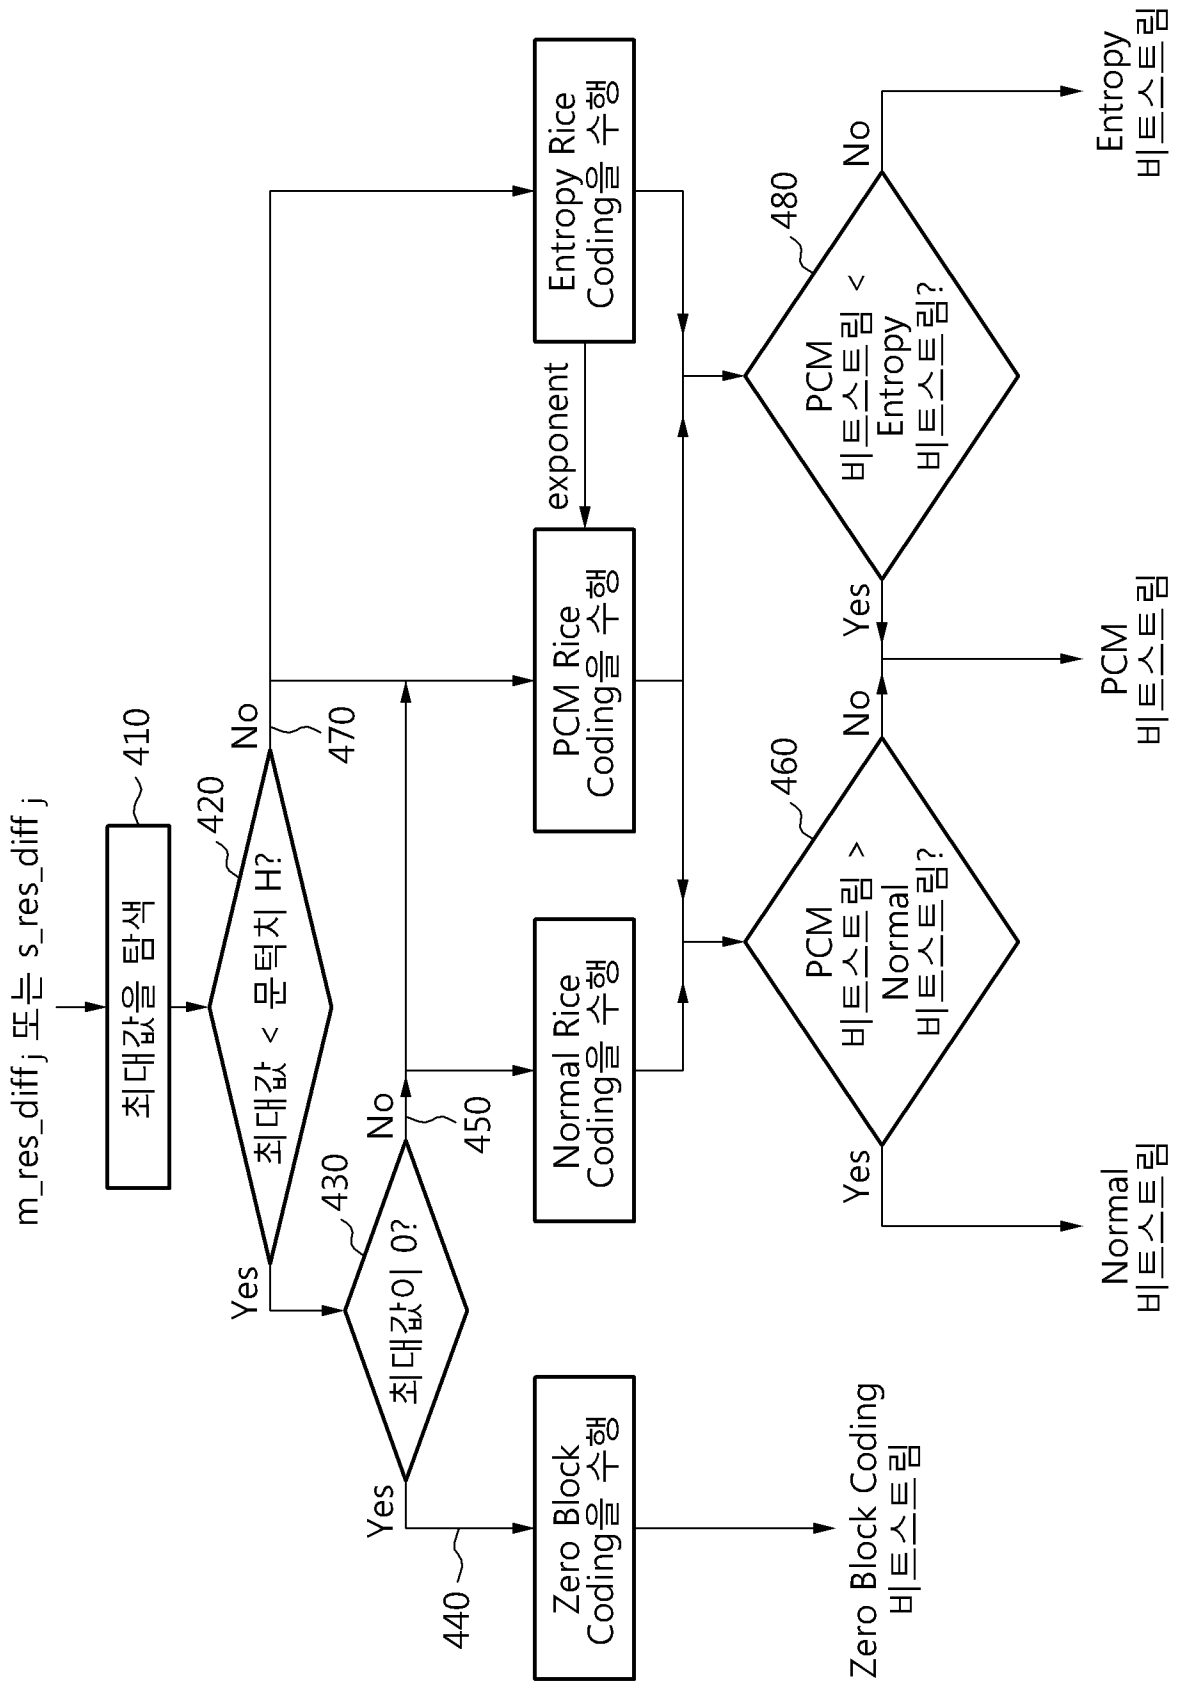 m_res_diff j 또는 s_res_diff j
최대값을 탐색
410
최대값 < 문턱치 H?
420
Yes
No
470
최대값이 0?
430
Yes
No
440
450
Zero Block
Coding을 수행
Normal Rice
Coding을 수행
PCM Rice
Coding을 수행
exponent
Entropy Rice
Coding을 수행
PCM
비트스트림 >
Normal
비트스트림?
460
Yes
No
PCM
비트스트림 <
Entropy
비트스트림?
480
Yes
No
Zero Block Coding
비트스트림
Normal
비트스트림
PCM
비트스트림
Entropy
비트스트림